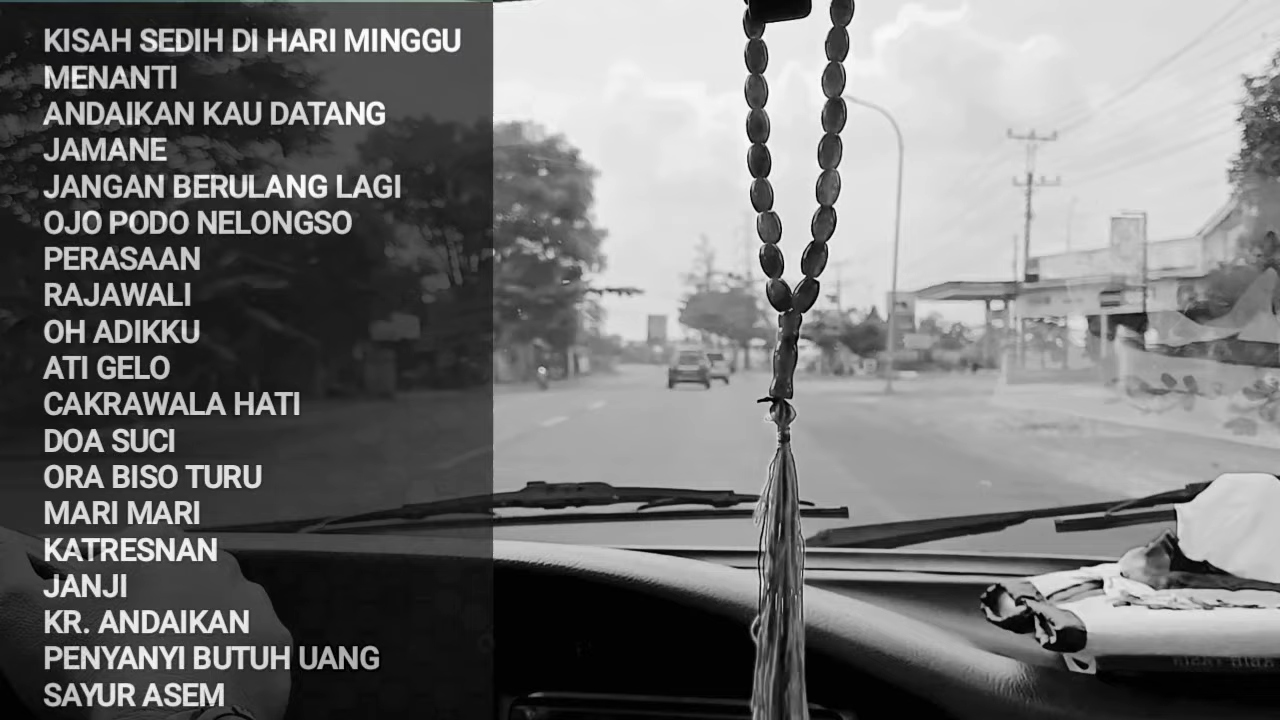 KISAH SEDIH DI HARI MINGGU
MENANTI
ANDAIKAN KAU DATANG
JAMANE
JANGAN BERULANG LAGI
OJO PODO NELONGSO
PERASAAN
RAJAWALI
OH ADIKKU
ATI GELO
CAKRAWALA HATI
DOA SUCI
ORA BISO TURU
MARI MARI
KATRESNAN
JANJI
KR. ANDAIKAN
PENYANYI BUTUH UANG
SAYUR ASEM